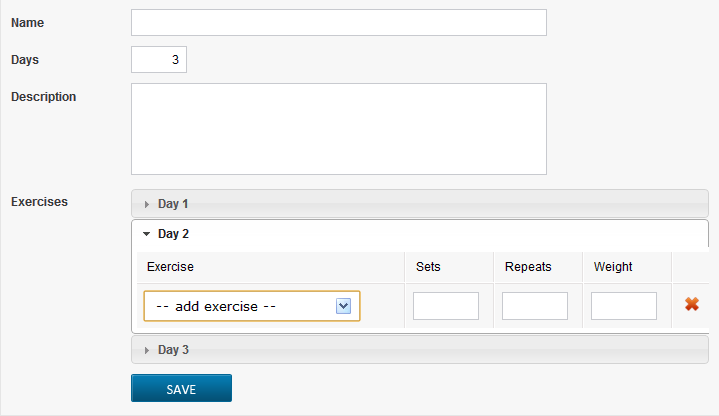 Name
Days 3
Description
Exercises
Day 1
Day 2
Exercise Sets Repeats Weight
-- add exercise --
Day 3
SAVE